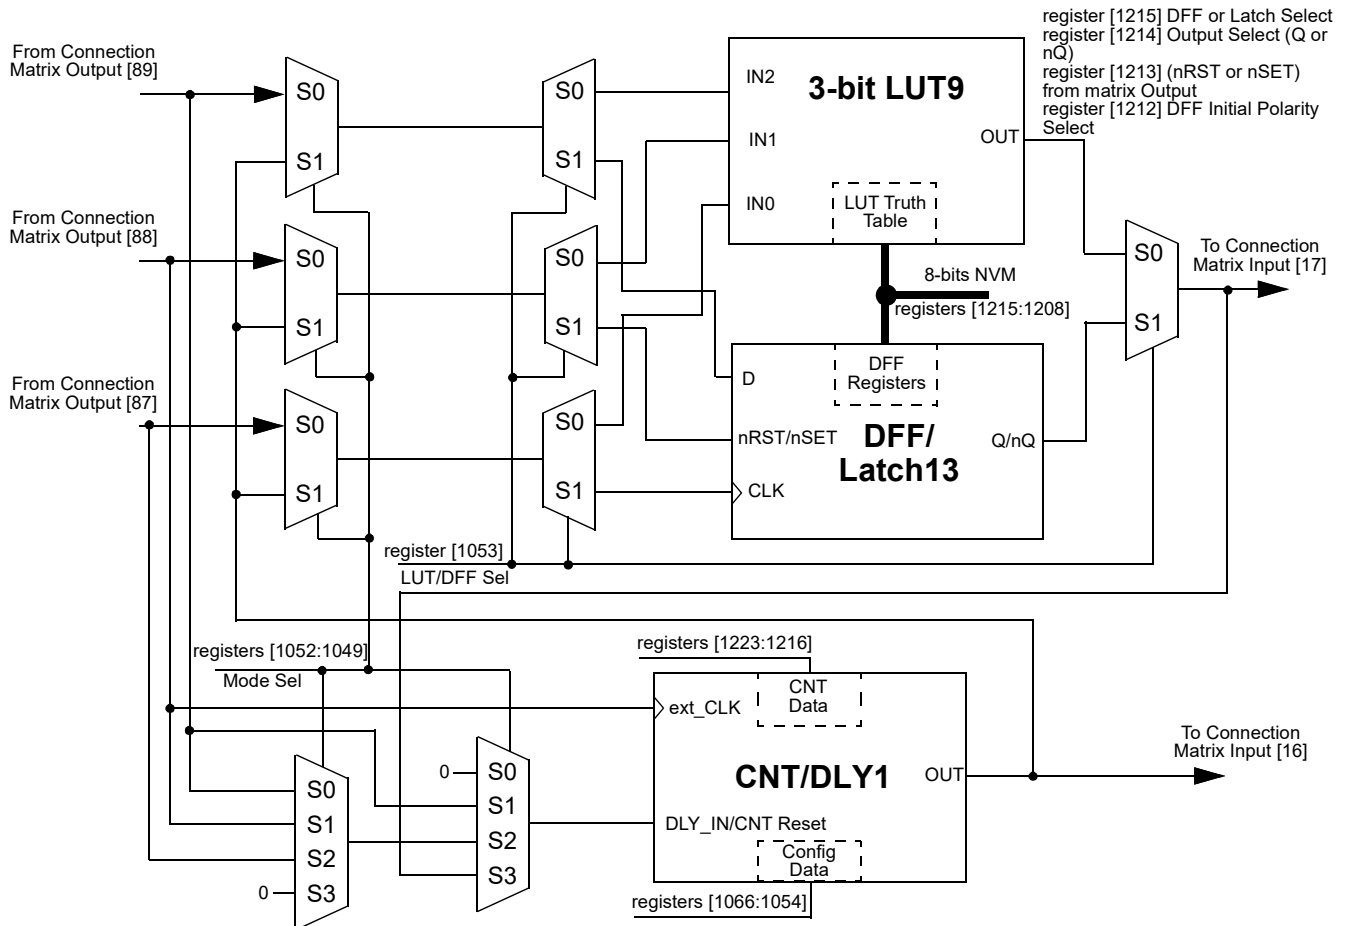 register [1215] DFF or Latch Select
register [1214] Output Select (Q or
nQ)
register [1213] (nRST or nSET)
from matrix Output
register [1212] DFF Initial Polarity
Select
From Connection
Matrix Output [89]
S0
S1
S0
S1
IN2
IN1
IN0
3-bit LUT9
OUT
LUT Truth
Table
From Connection
Matrix Output [88]
S0
S1
S0
S1
8-bits NVM
registers [1215:1208]
S0
S1
To Connection
Matrix Input [17]
From Connection
Matrix Output [87]
S0
S1
S0
S1
DFF
Registers
D
nRST/nSET
CLK
DFF/
Latch13
Q/nQ
register [1053]
LUT/DFF Sel
registers [1052:1049]
Mode Sel
registers [1223:1216]
CNT
Data
ext_CLK
CNT/DLY1
OUT
To Connection
Matrix Input [16]
DLY_IN/CNT Reset
Config
Data
registers [1066:1054]
S0
S1
S2
0
S3
0
S0
S1
S2
S3